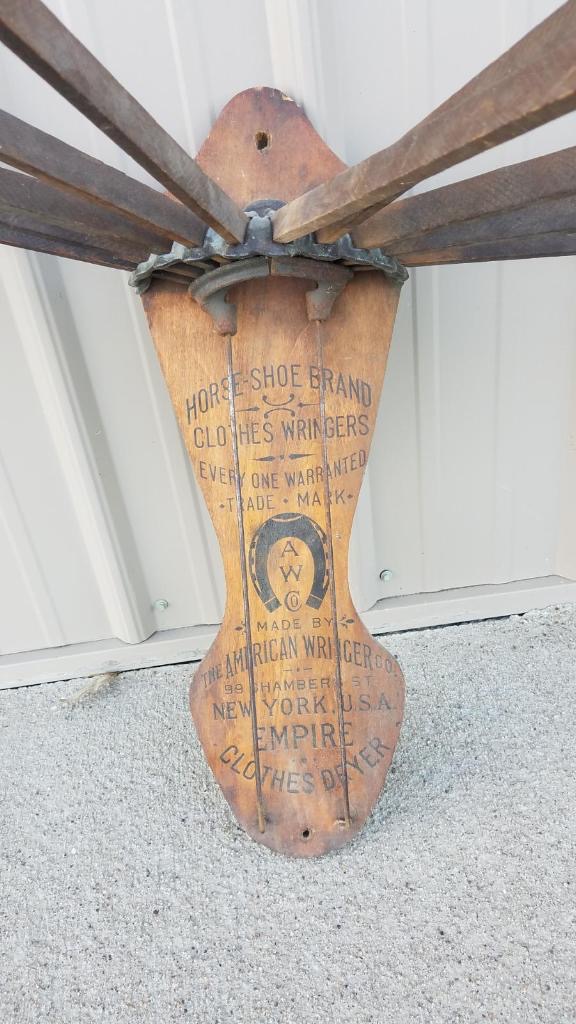 HORSE-SHOE BRAND
CLOTHES WRINGERS
EVERY ONE WARRANTED
• TRADE • MARK •
A
W
CO
MADE BY
THE AMERICAN WRINGER CO.
99 CHAMBERS ST.
NEW YORK, U.S.A.
EMPIRE
CLOTHES DRYER